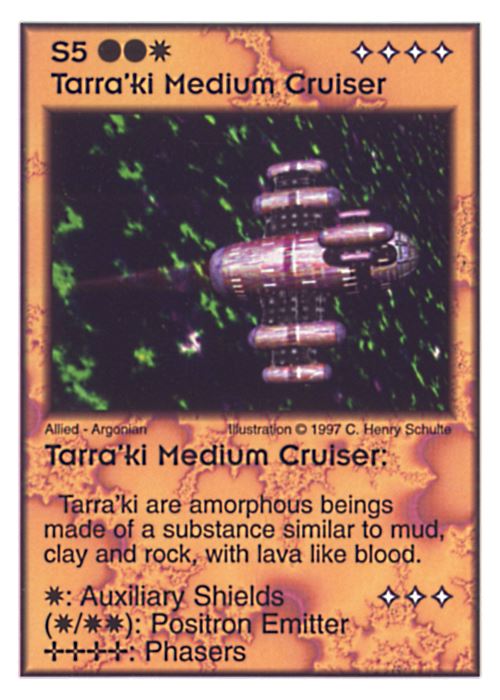 S5 ●●✷ ✧✧✧✧
Tarra'ki Medium Cruiser
Allied - Argonian Illustration © 1997 C. Henry Schulte
Tarra'ki Medium Cruiser:
Tarra'ki are amorphous beings
made of a substance similar to mud,
clay and rock, with lava like blood.
✷: Auxiliary Shields ✧✧✧
(✷/✷✷): Positron Emitter
✢✢✢✢: Phasers